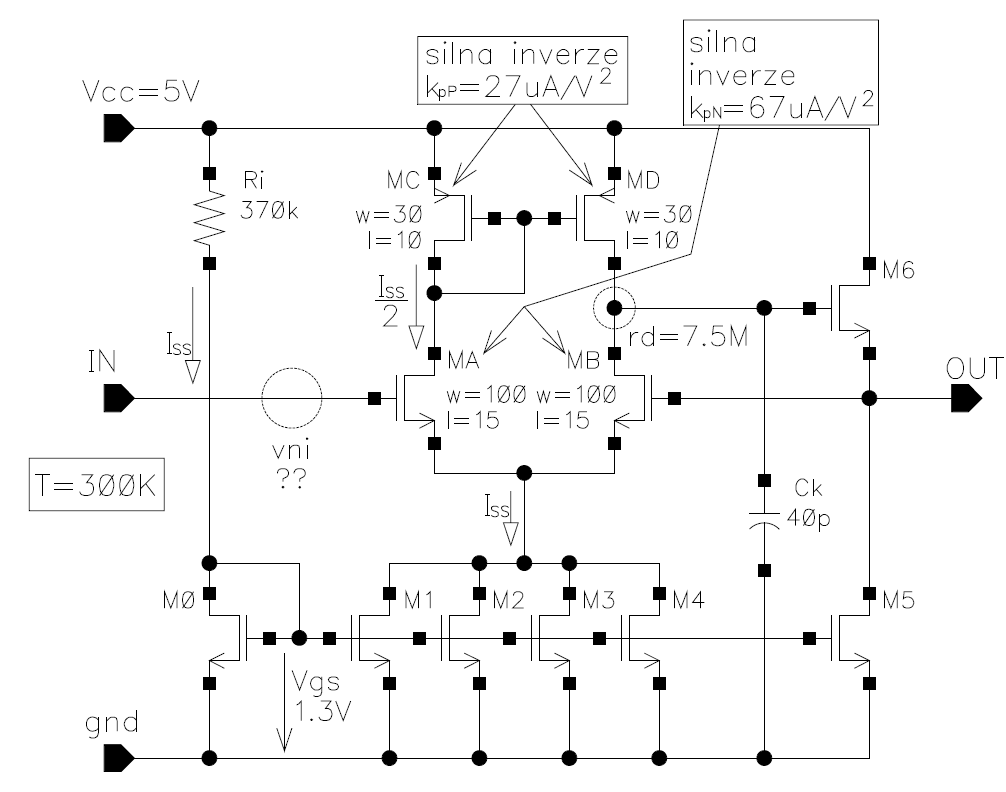 silna inverze
kpP=27uA/V²
silna
inverze
kpN=67uA/V²
Vcc=5V
Ri
370k
MC
w=30
l=10
MD
w=30
l=10
M6
Iss
Iss
2
rd=7.5M
IN
MA
w=100
l=15
MB
w=100
l=15
OUT
vni
??
T=300K
Iss
Ck
40p
M0
M1
M2
M3
M4
M5
Vgs
1.3V
gnd